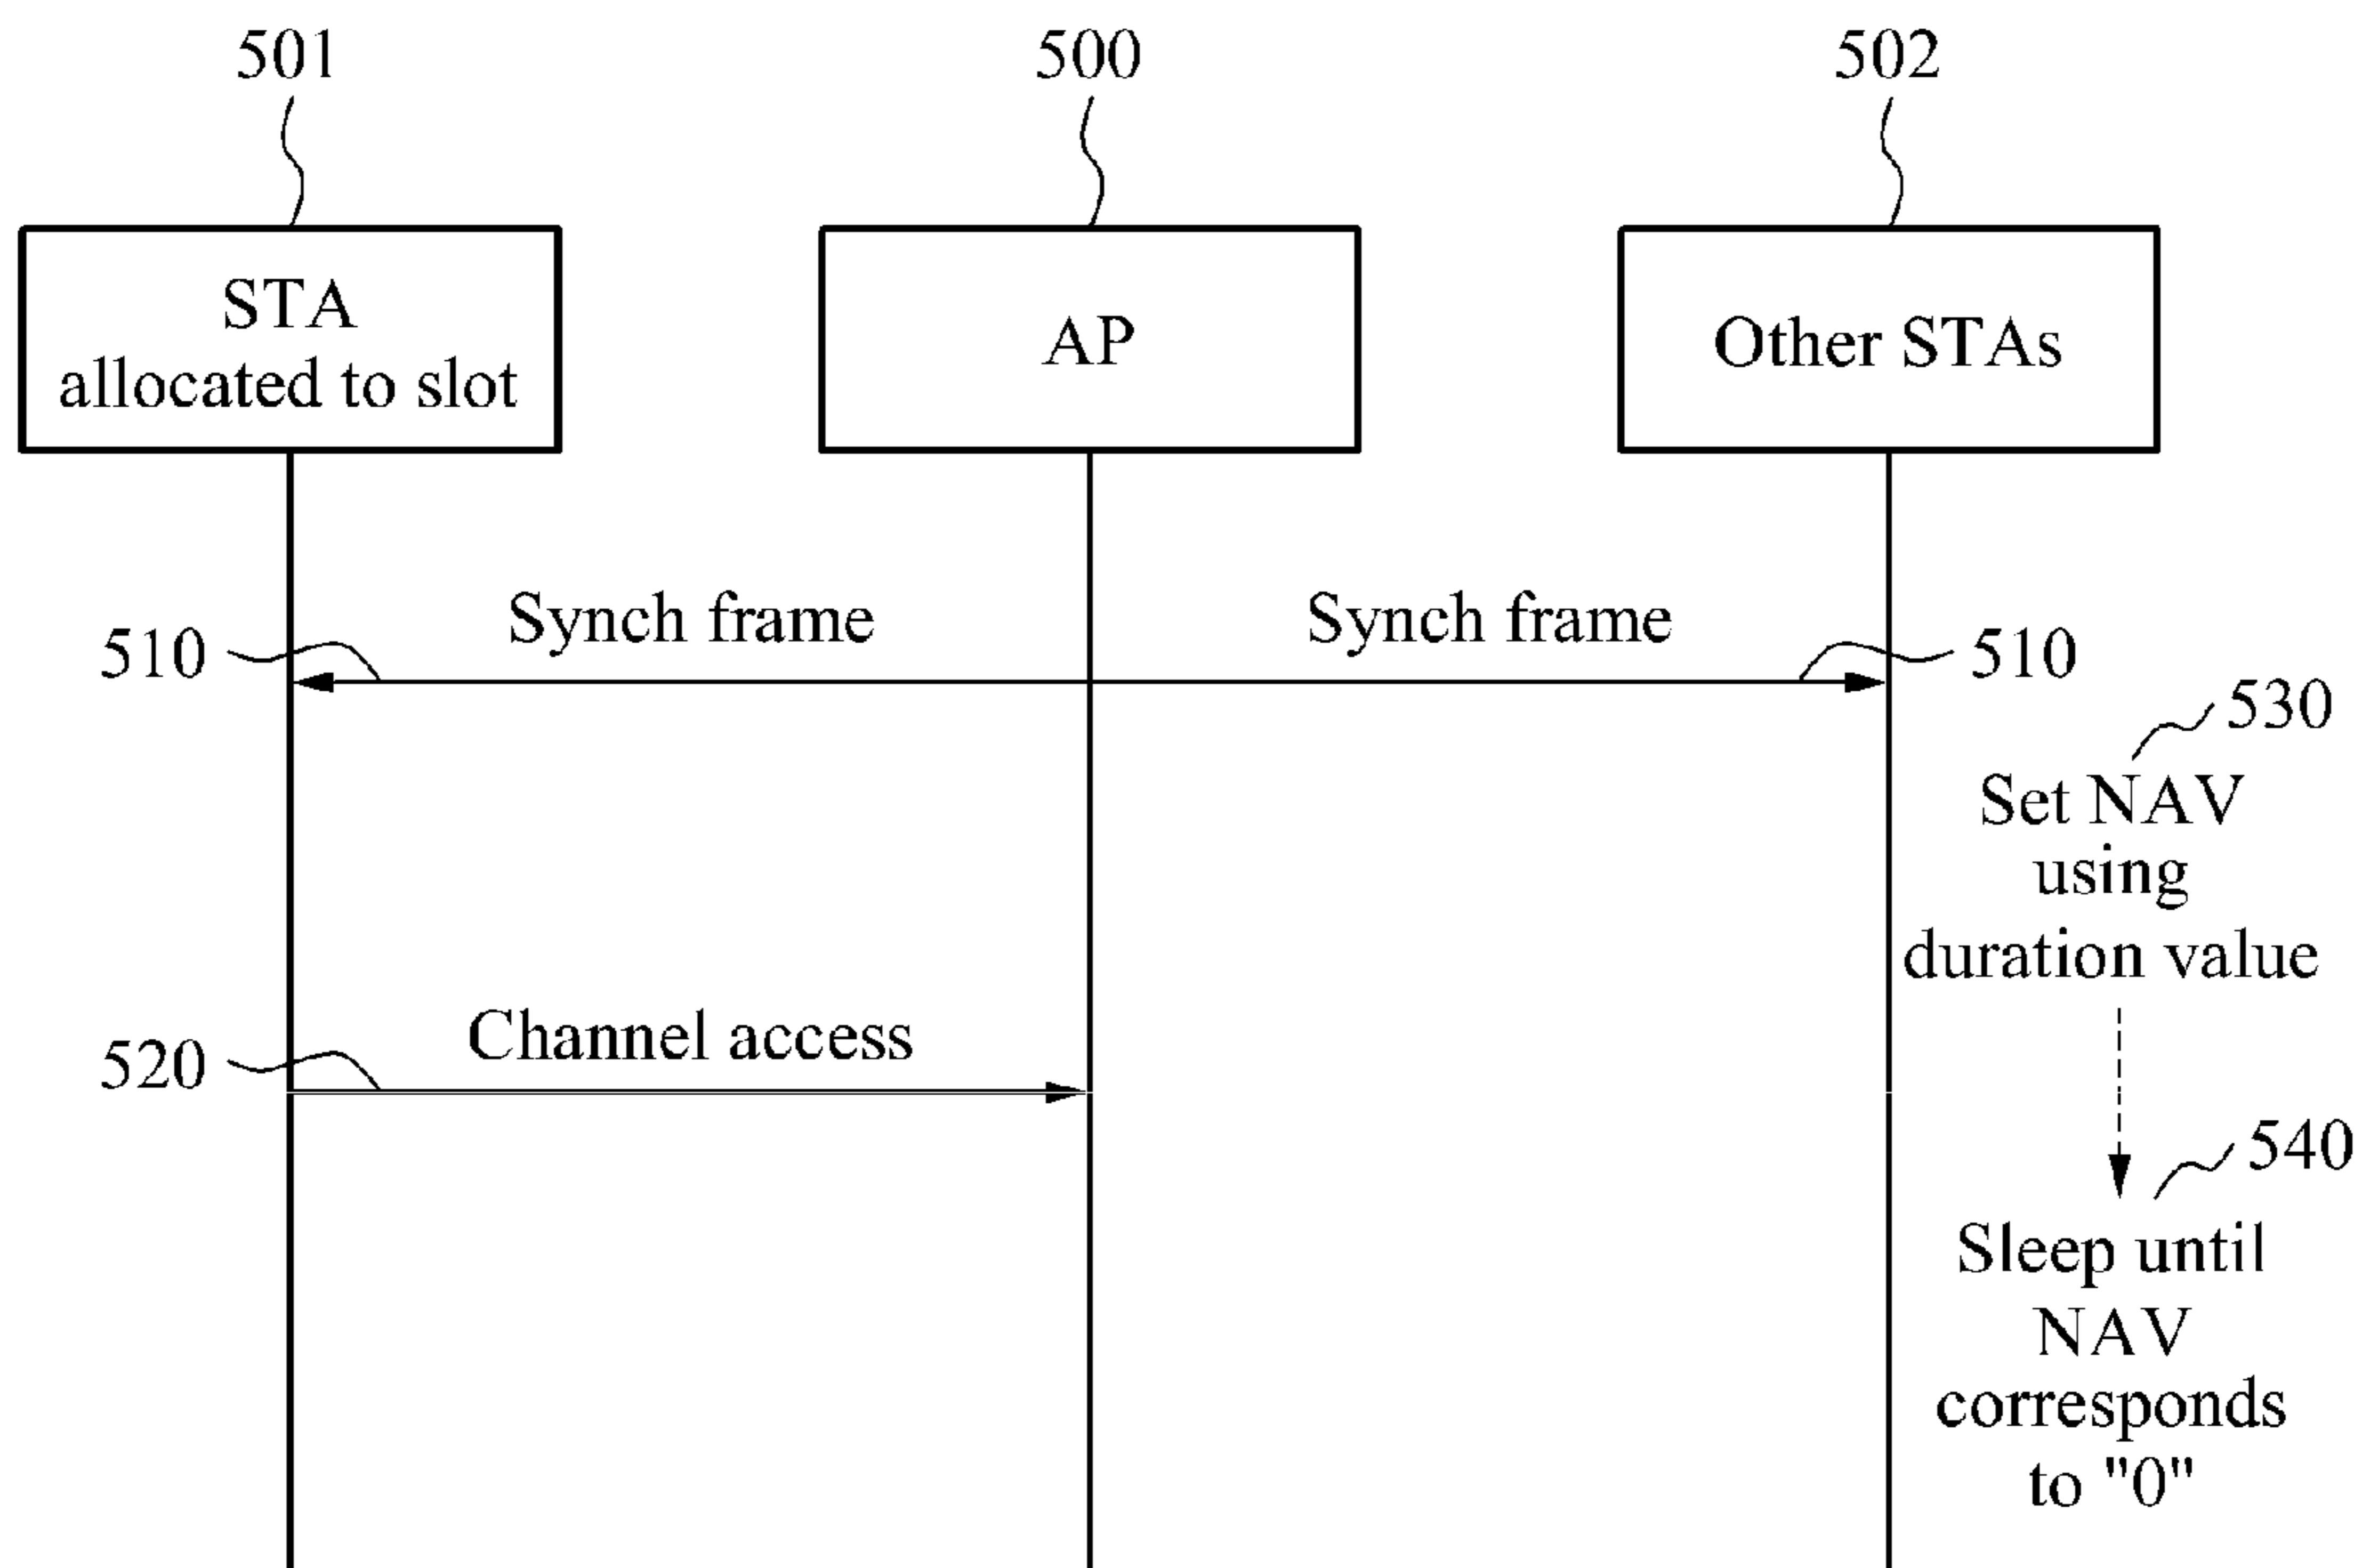 501
500
502
STA
allocated to slot
AP
Other STAs
Synch frame
Synch frame
510
510
530
Set NAV
using
duration value
Channel access
520
540
Sleep until
NAV
corresponds
to "0"